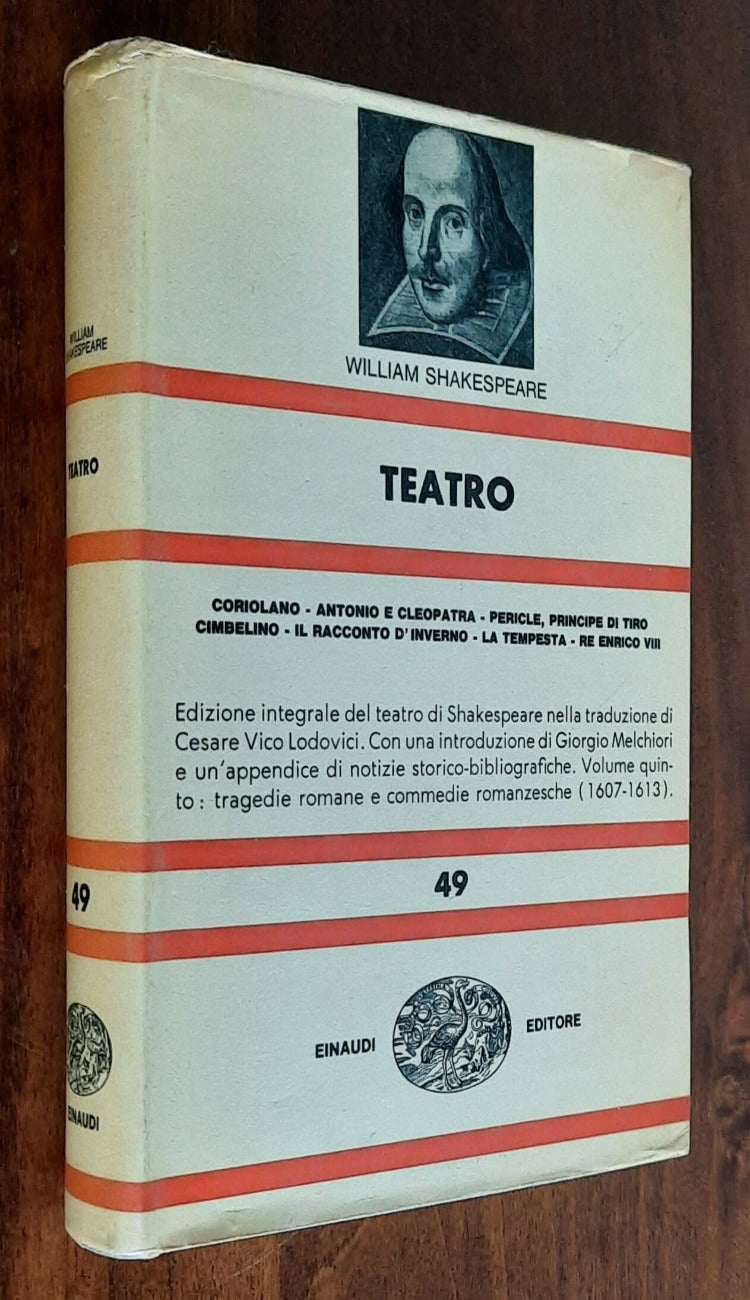 WILLIAM
SHAKESPEARE
TEATRO
49
EINAUDI
WILLIAM SHAKESPEARE
TEATRO
CORIOLANO - ANTONIO E CLEOPATRA - PERICLE, PRINCIPE DI TIRO
CIMBELINO - IL RACCONTO D'INVERNO - LA TEMPESTA - RE ENRICO VIII
Edizione integrale del teatro di Shakespeare nella traduzione di
Cesare Vico Lodovici. Con una introduzione di Giorgio Melchiori
e un'appendice di notizie storico-bibliografiche. Volume quin-
to: tragedie romane e commedie romanzesche (1607-1613).
49
EINAUDI
EDITORE